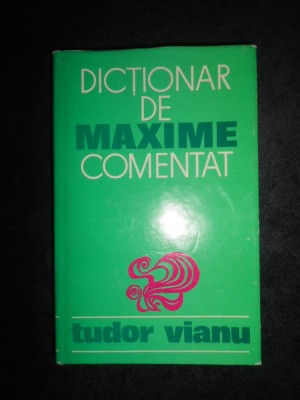 DICȚIONAR
DE
MAXIME
COMENTAT
tudor vianu